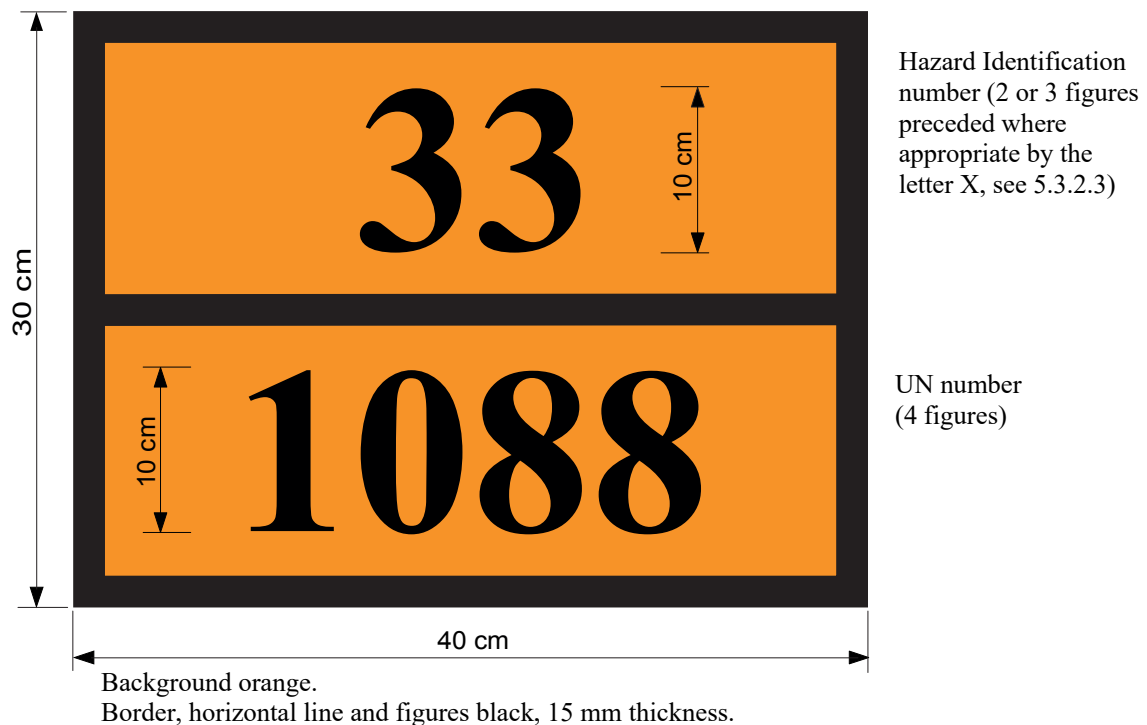 33
10 cm
Hazard Identification
number (2 or 3 figures
preceded where
appropriate by the
letter X, see 5.3.2.3)
30 cm
10 cm
1088
UN number
(4 figures)
40 cm
Background orange.
Border, horizontal line and figures black, 15 mm thickness.